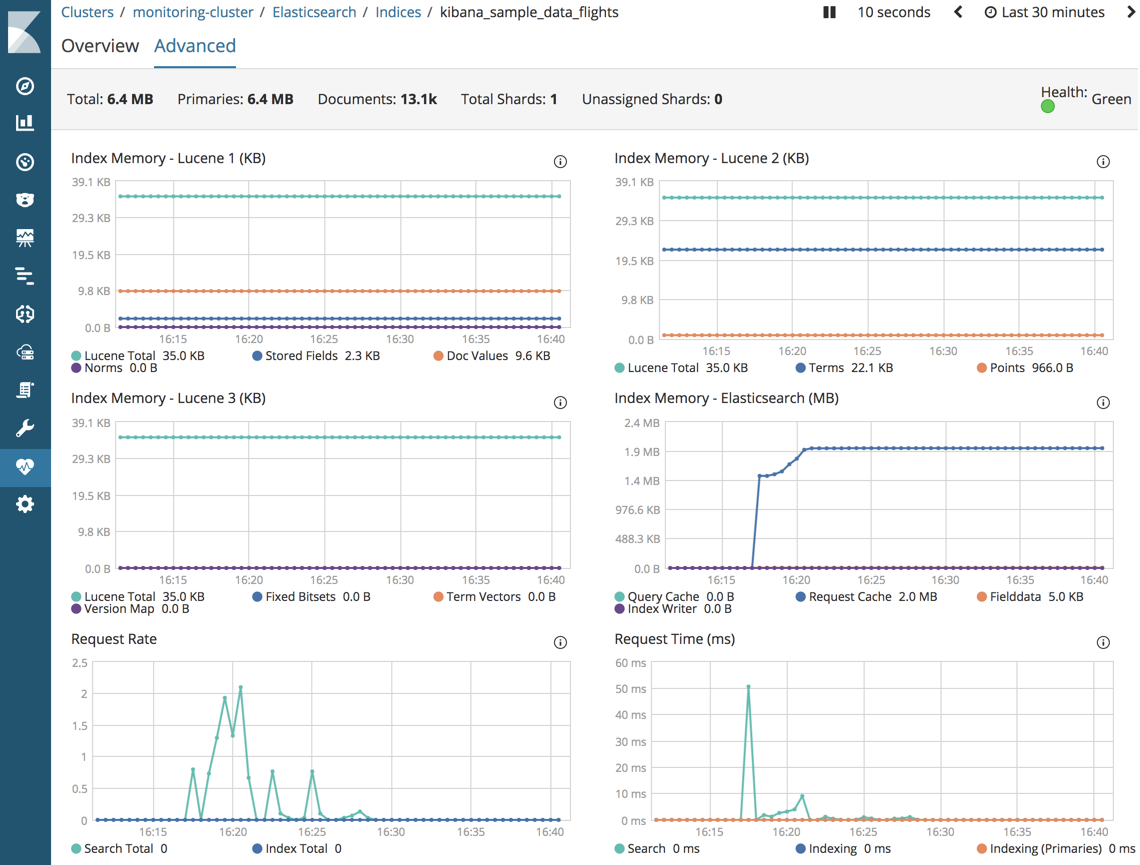 Clusters / monitoring-cluster / Elasticsearch / Indices / kibana_sample_data_flights 10 seconds Last 30 minutes
Overview Advanced
Total: 6.4 MB Primaries: 6.4 MB Documents: 13.1k Total Shards: 1 Unassigned Shards: 0 Health: Green
Index Memory - Lucene 1 (KB)
39.1 KB
29.3 KB
19.5 KB
9.8 KB
0.0 B
16:15 16:20 16:25 16:30 16:35 16:40
Lucene Total 35.0 KB Stored Fields 2.3 KB Doc Values 9.6 KB
Norms 0.0 B
Index Memory - Lucene 2 (KB)
39.1 KB
29.3 KB
19.5 KB
9.8 KB
0.0 B
16:15 16:20 16:25 16:30 16:35 16:40
Lucene Total 35.0 KB Terms 22.1 KB Points 966.0 B
Index Memory - Lucene 3 (KB)
39.1 KB
29.3 KB
19.5 KB
9.8 KB
0.0 B
16:15 16:20 16:25 16:30 16:35 16:40
Lucene Total 35.0 KB Fixed Bitsets 0.0 B Term Vectors 0.0 B
Version Map 0.0 B
Index Memory - Elasticsearch (MB)
2.4 MB
1.9 MB
1.4 MB
976.6 KB
488.3 KB
0.0 B
16:15 16:20 16:25 16:30 16:35 16:40
Query Cache 0.0 B Request Cache 2.0 MB Fielddata 5.0 KB
Index Writer 0.0 B
Request Rate
2.5
2
1.5
1
0.5
0
16:15 16:20 16:25 16:30 16:35 16:40
Search Total 0 Index Total 0
Request Time (ms)
60 ms
50 ms
40 ms
30 ms
20 ms
10 ms
0 ms
16:15 16:20 16:25 16:30 16:35 16:40
Search 0 ms Indexing 0 ms Indexing (Primaries) 0 ms